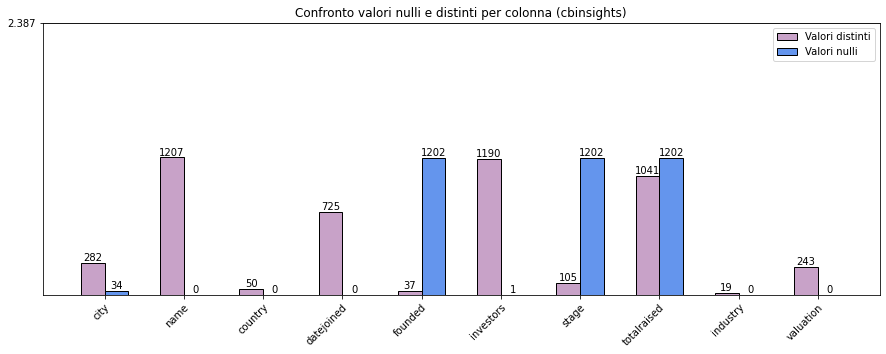 Confronto valori nulli e distinti per colonna (cbinsights)
2.387
Valori distinti
Valori nulli
282
34
1207
0
50
0
725
0
37
1202
1190
1
105
1202
1041
1202
19
0
243
0
city
name
country
datejoined
founded
investors
stage
totalraised
industry
valuation